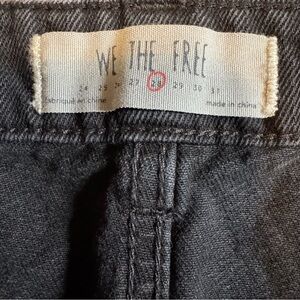 WE THE FREE
24 25 26 27 28 29 30 31
fabriqué en chine made in china